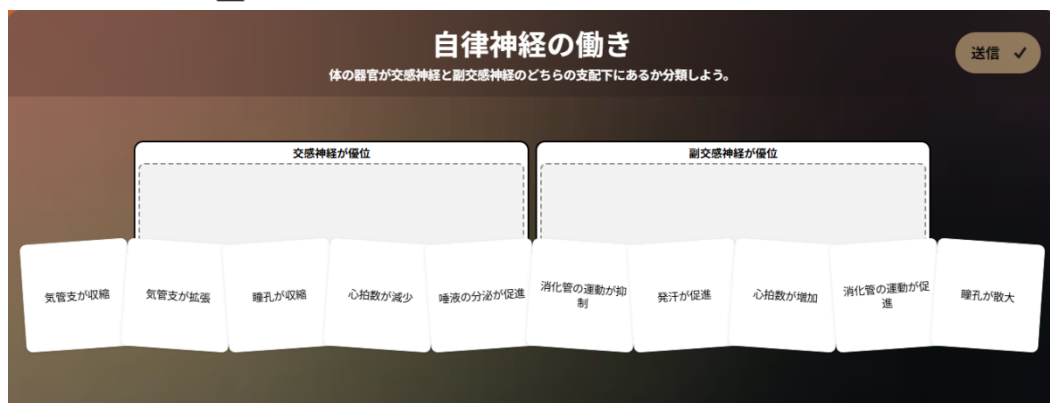 自律神経の働き
送信
体の器官が交感神経と副交感神経のどちらの支配下にあるか分類しよう。
交感神経が優位
副交感神経が優位
気管支が収縮
気管支が拡張
瞳孔が収縮
心拍数が減少
唾液の分泌が促進
消化管の運動が抑
制
発汗が促進
心拍数が増加
消化管の運動が促
進
瞳孔が散大